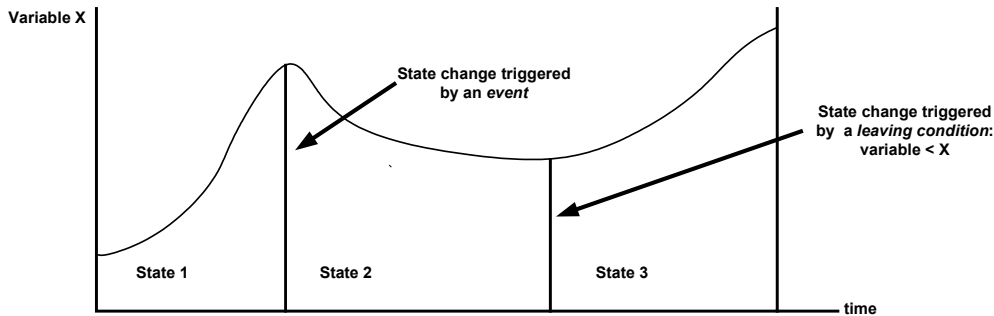 Variable X
State change triggered
by an event
State change triggered
by a leaving condition:
variable < X
State 1
State 2
State 3
time